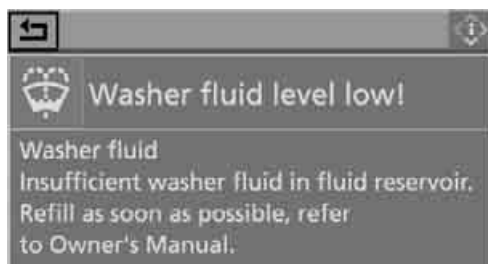 Washer fluid level low!
Washer fluid
Insufficient washer fluid in fluid reservoir.
Refill as soon as possible, refer
to Owner's Manual.